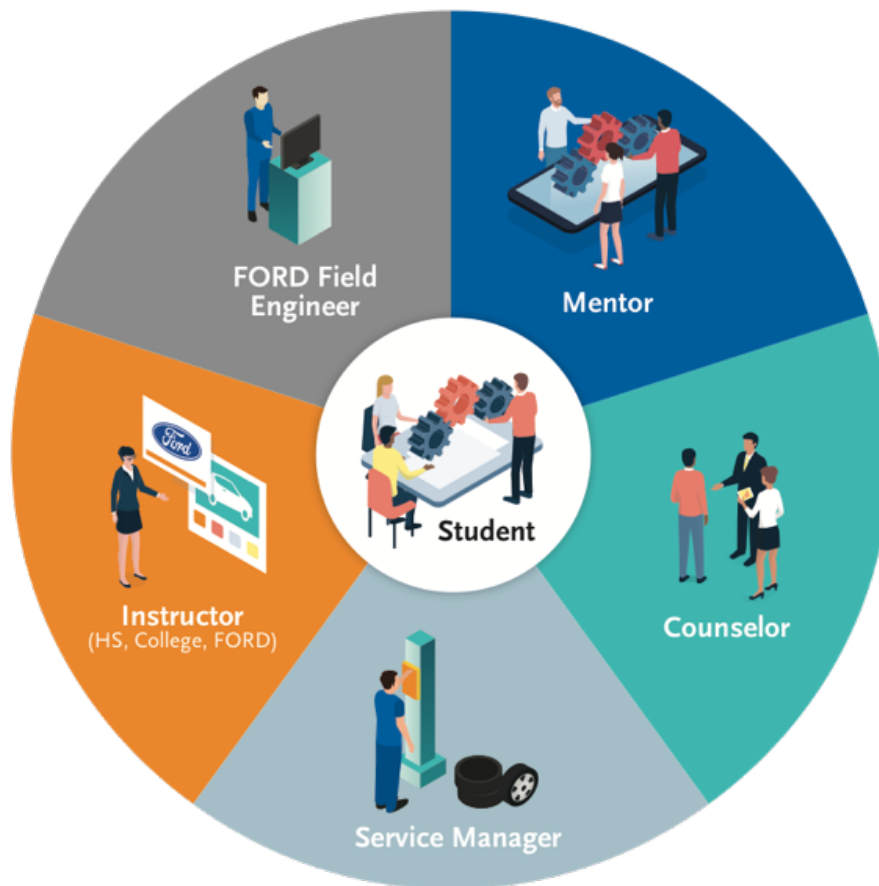 FORD Field
Engineer
Mentor
Ford
Student
Instructor
(HS, College, FORD)
Counselor
Service Manager